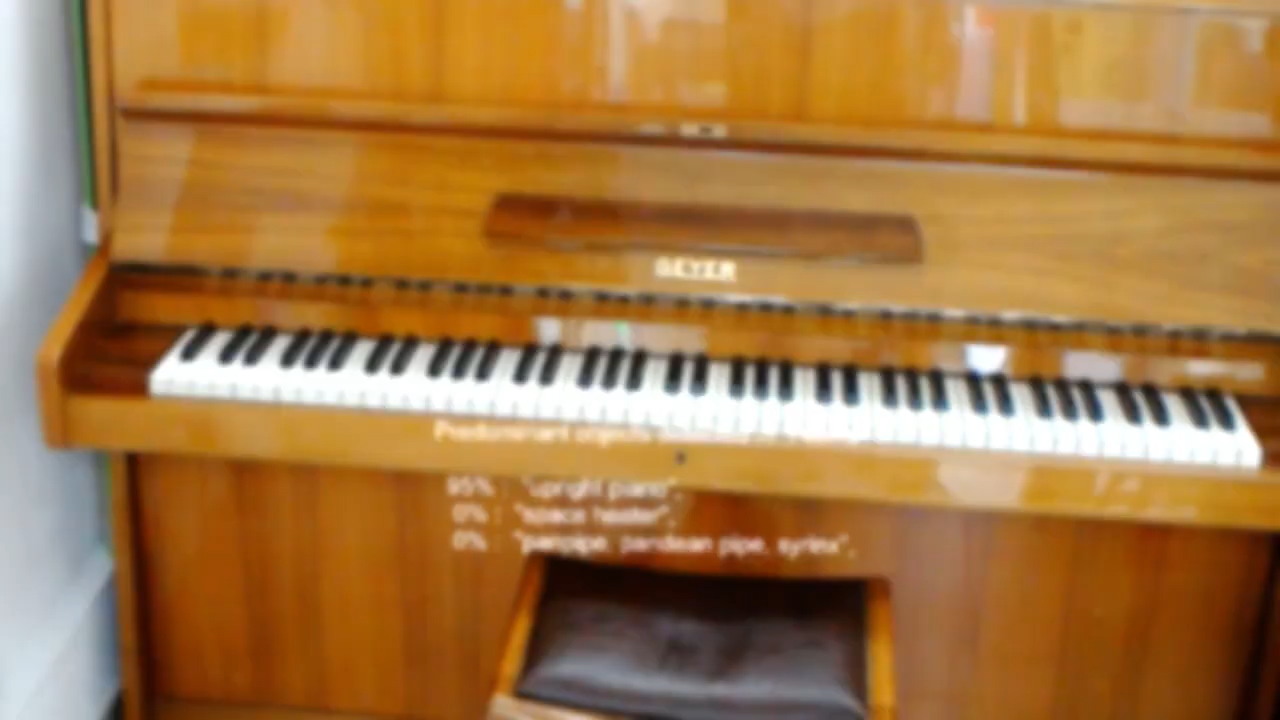 GEYER
Predominant objects
95% : "upright piano",
0% : "space heater",
0% : "panpipe, pandean pipe, syrinx",